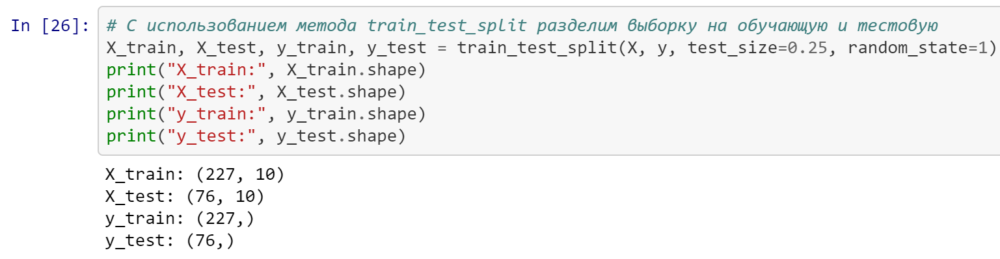 In [26]: # С использованием метода train_test_split разделим выборку на обучающую и тестовую
X_train, X_test, y_train, y_test = train_test_split(X, y, test_size=0.25, random_state=1)
print("X_train:", X_train.shape)
print("X_test:", X_test.shape)
print("y_train:", y_train.shape)
print("y_test:", y_test.shape)
X_train: (227, 10)
X_test: (76, 10)
y_train: (227,)
y_test: (76,)